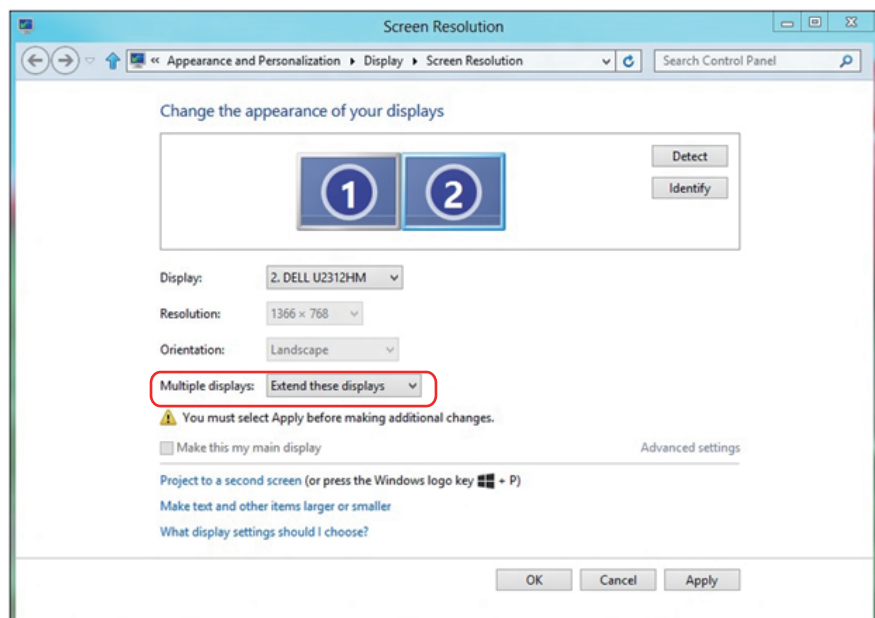 Screen Resolution
« Appearance and Personalization ▸ Display ▸ Screen Resolution Search Control Panel
Change the appearance of your displays
1 2
Detect
Identify
Display: 2. DELL U2312HM
Resolution: 1366 × 768
Orientation: Landscape
Multiple displays: Extend these displays
You must select Apply before making additional changes.
Make this my main display Advanced settings
Project to a second screen (or press the Windows logo key + P)
Make text and other items larger or smaller
What display settings should I choose?
OK Cancel Apply